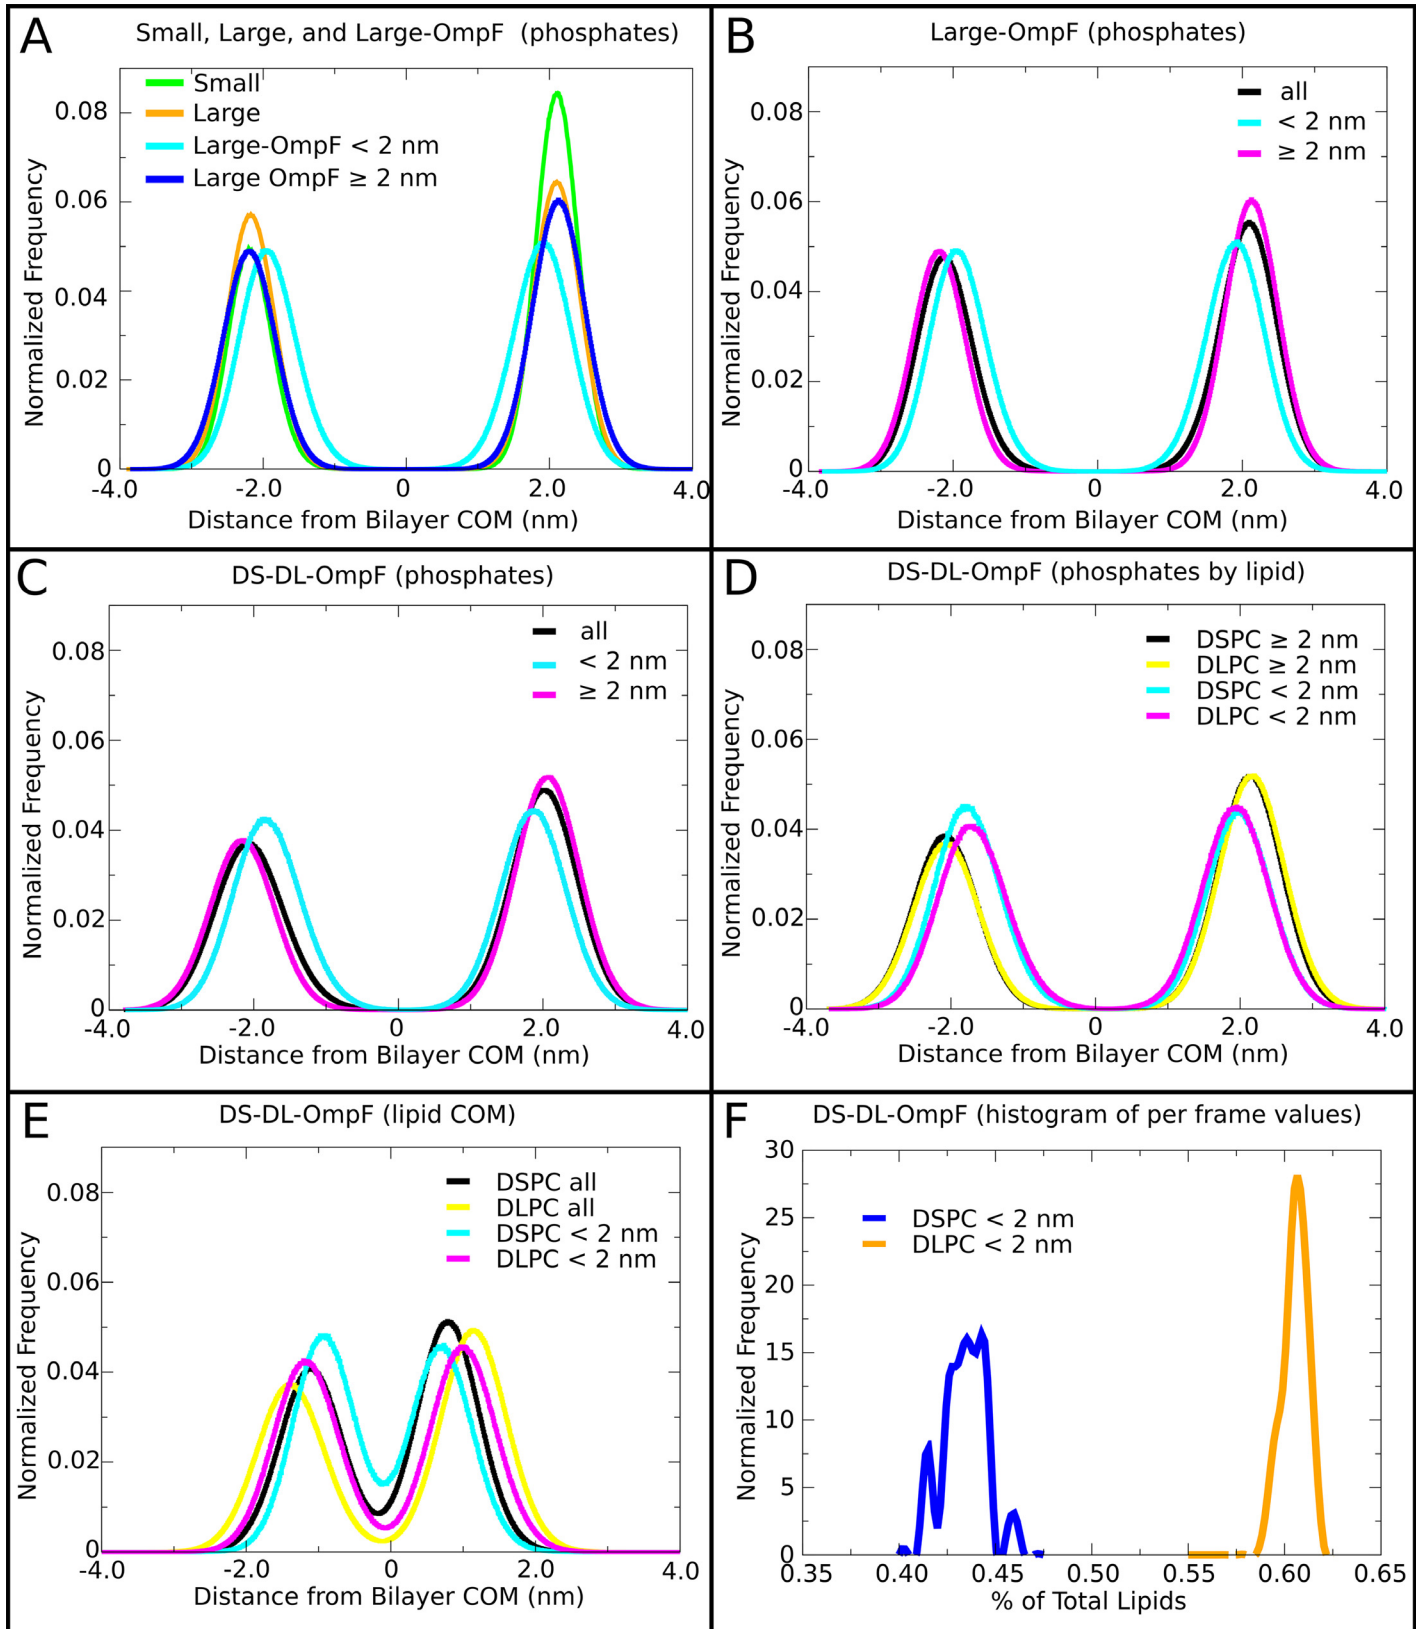 A
Small, Large, and Large-OmpF (phosphates)
Small
Large
Large-OmpF < 2 nm
Large OmpF ≥ 2 nm
Normalized Frequency
0.08
0.06
0.04
0.02
0
-4.0 -2.0 0 2.0 4.0
Distance from Bilayer COM (nm)
B
Large-OmpF (phosphates)
all
< 2 nm
≥ 2 nm
Normalized Frequency
0.08
0.06
0.04
0.02
0
-4.0 -2.0 0 2.0 4.0
Distance from Bilayer COM (nm)
C
DS-DL-OmpF (phosphates)
all
< 2 nm
≥ 2 nm
Normalized Frequency
0.08
0.06
0.04
0.02
0
-4.0 -2.0 0 2.0 4.0
Distance from Bilayer COM (nm)
D
DS-DL-OmpF (phosphates by lipid)
DSPC ≥ 2 nm
DLPC ≥ 2 nm
DSPC < 2 nm
DLPC < 2 nm
Normalized Frequency
0.08
0.06
0.04
0.02
0
-4.0 -2.0 0 2.0 4.0
Distance from Bilayer COM (nm)
E
DS-DL-OmpF (lipid COM)
DSPC all
DLPC all
DSPC < 2 nm
DLPC < 2 nm
Normalized Frequency
0.08
0.06
0.04
0.02
0
-4.0 -2.0 0 2.0 4.0
Distance from Bilayer COM (nm)
F
DS-DL-OmpF (histogram of per frame values)
DSPC < 2 nm
DLPC < 2 nm
Normalized Frequency
30
25
20
15
10
5
0
0.35 0.40 0.45 0.50 0.55 0.60 0.65
% of Total Lipids